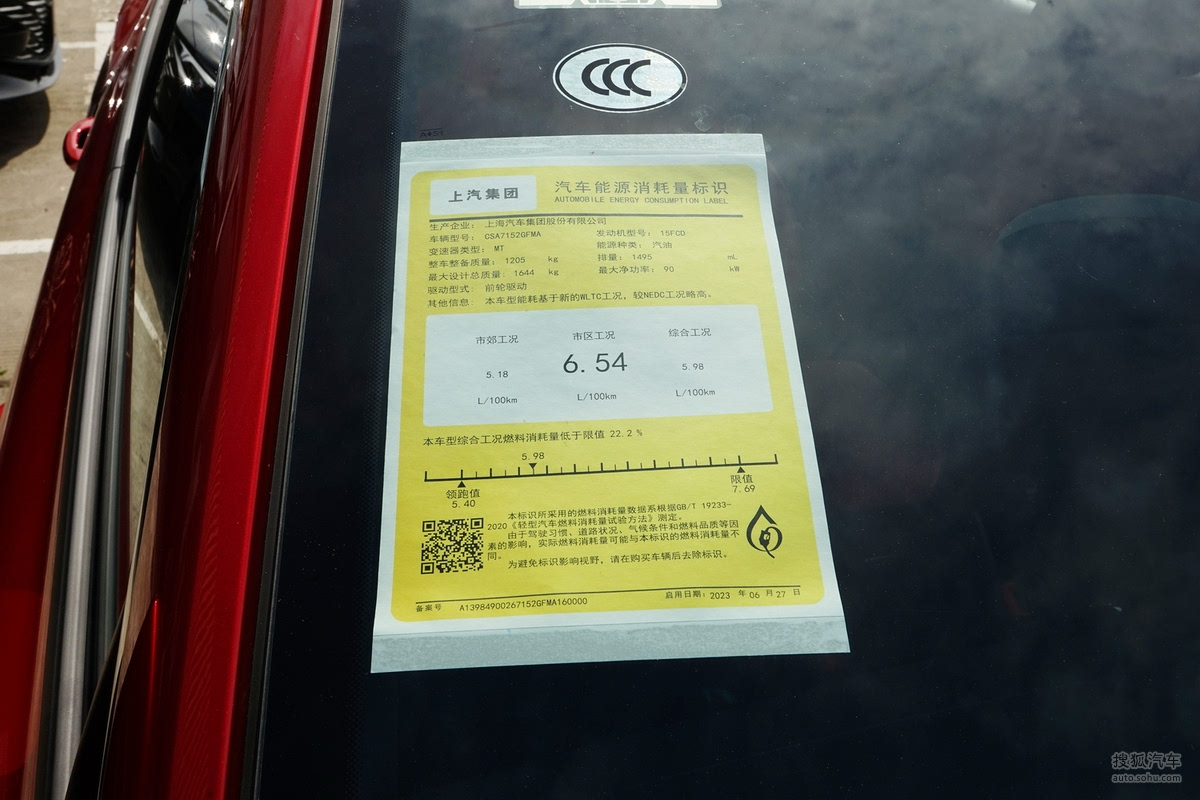 CCC
上汽集团
汽车能源消耗量标识
AUTOMOBILE ENERGY CONSUMPTION LABEL
生产企业： 上海汽车集团股份有限公司
车辆型号： CSA7152GFMA 发动机型号： 15FCD
变速器类型： MT 能源种类： 汽油
整车整备质量： 1205 kg 排量： 1495 mL
最大设计总质量： 1644 kg 最大净功率： 90 kW
驱动型式： 前轮驱动
其他信息： 本车型能耗基于新的WLTC工况，较NEDC工况略高。
市郊工况 市区工况 综合工况
5.18 6.54 5.98
L/100km L/100km L/100km
本车型综合工况燃料消耗量低于限值 22.2 %
5.98
领跑值 限值
5.40 7.69
本标识所采用的燃料消耗量数据系根据GB/T 19233-
2020《轻型汽车燃料消耗量试验方法》测定。
由于驾驶习惯、道路状况、气候条件和燃料品质等因
素的影响，实际燃料消耗量可能与本标识的燃料消耗量不
同。
为避免标识影响视野，请在购买车辆后去除标识。
备案号 A13984900267152GFMA160000 启用日期：2023 年 06 月 27 日
搜狐汽车
auto.sohu.com